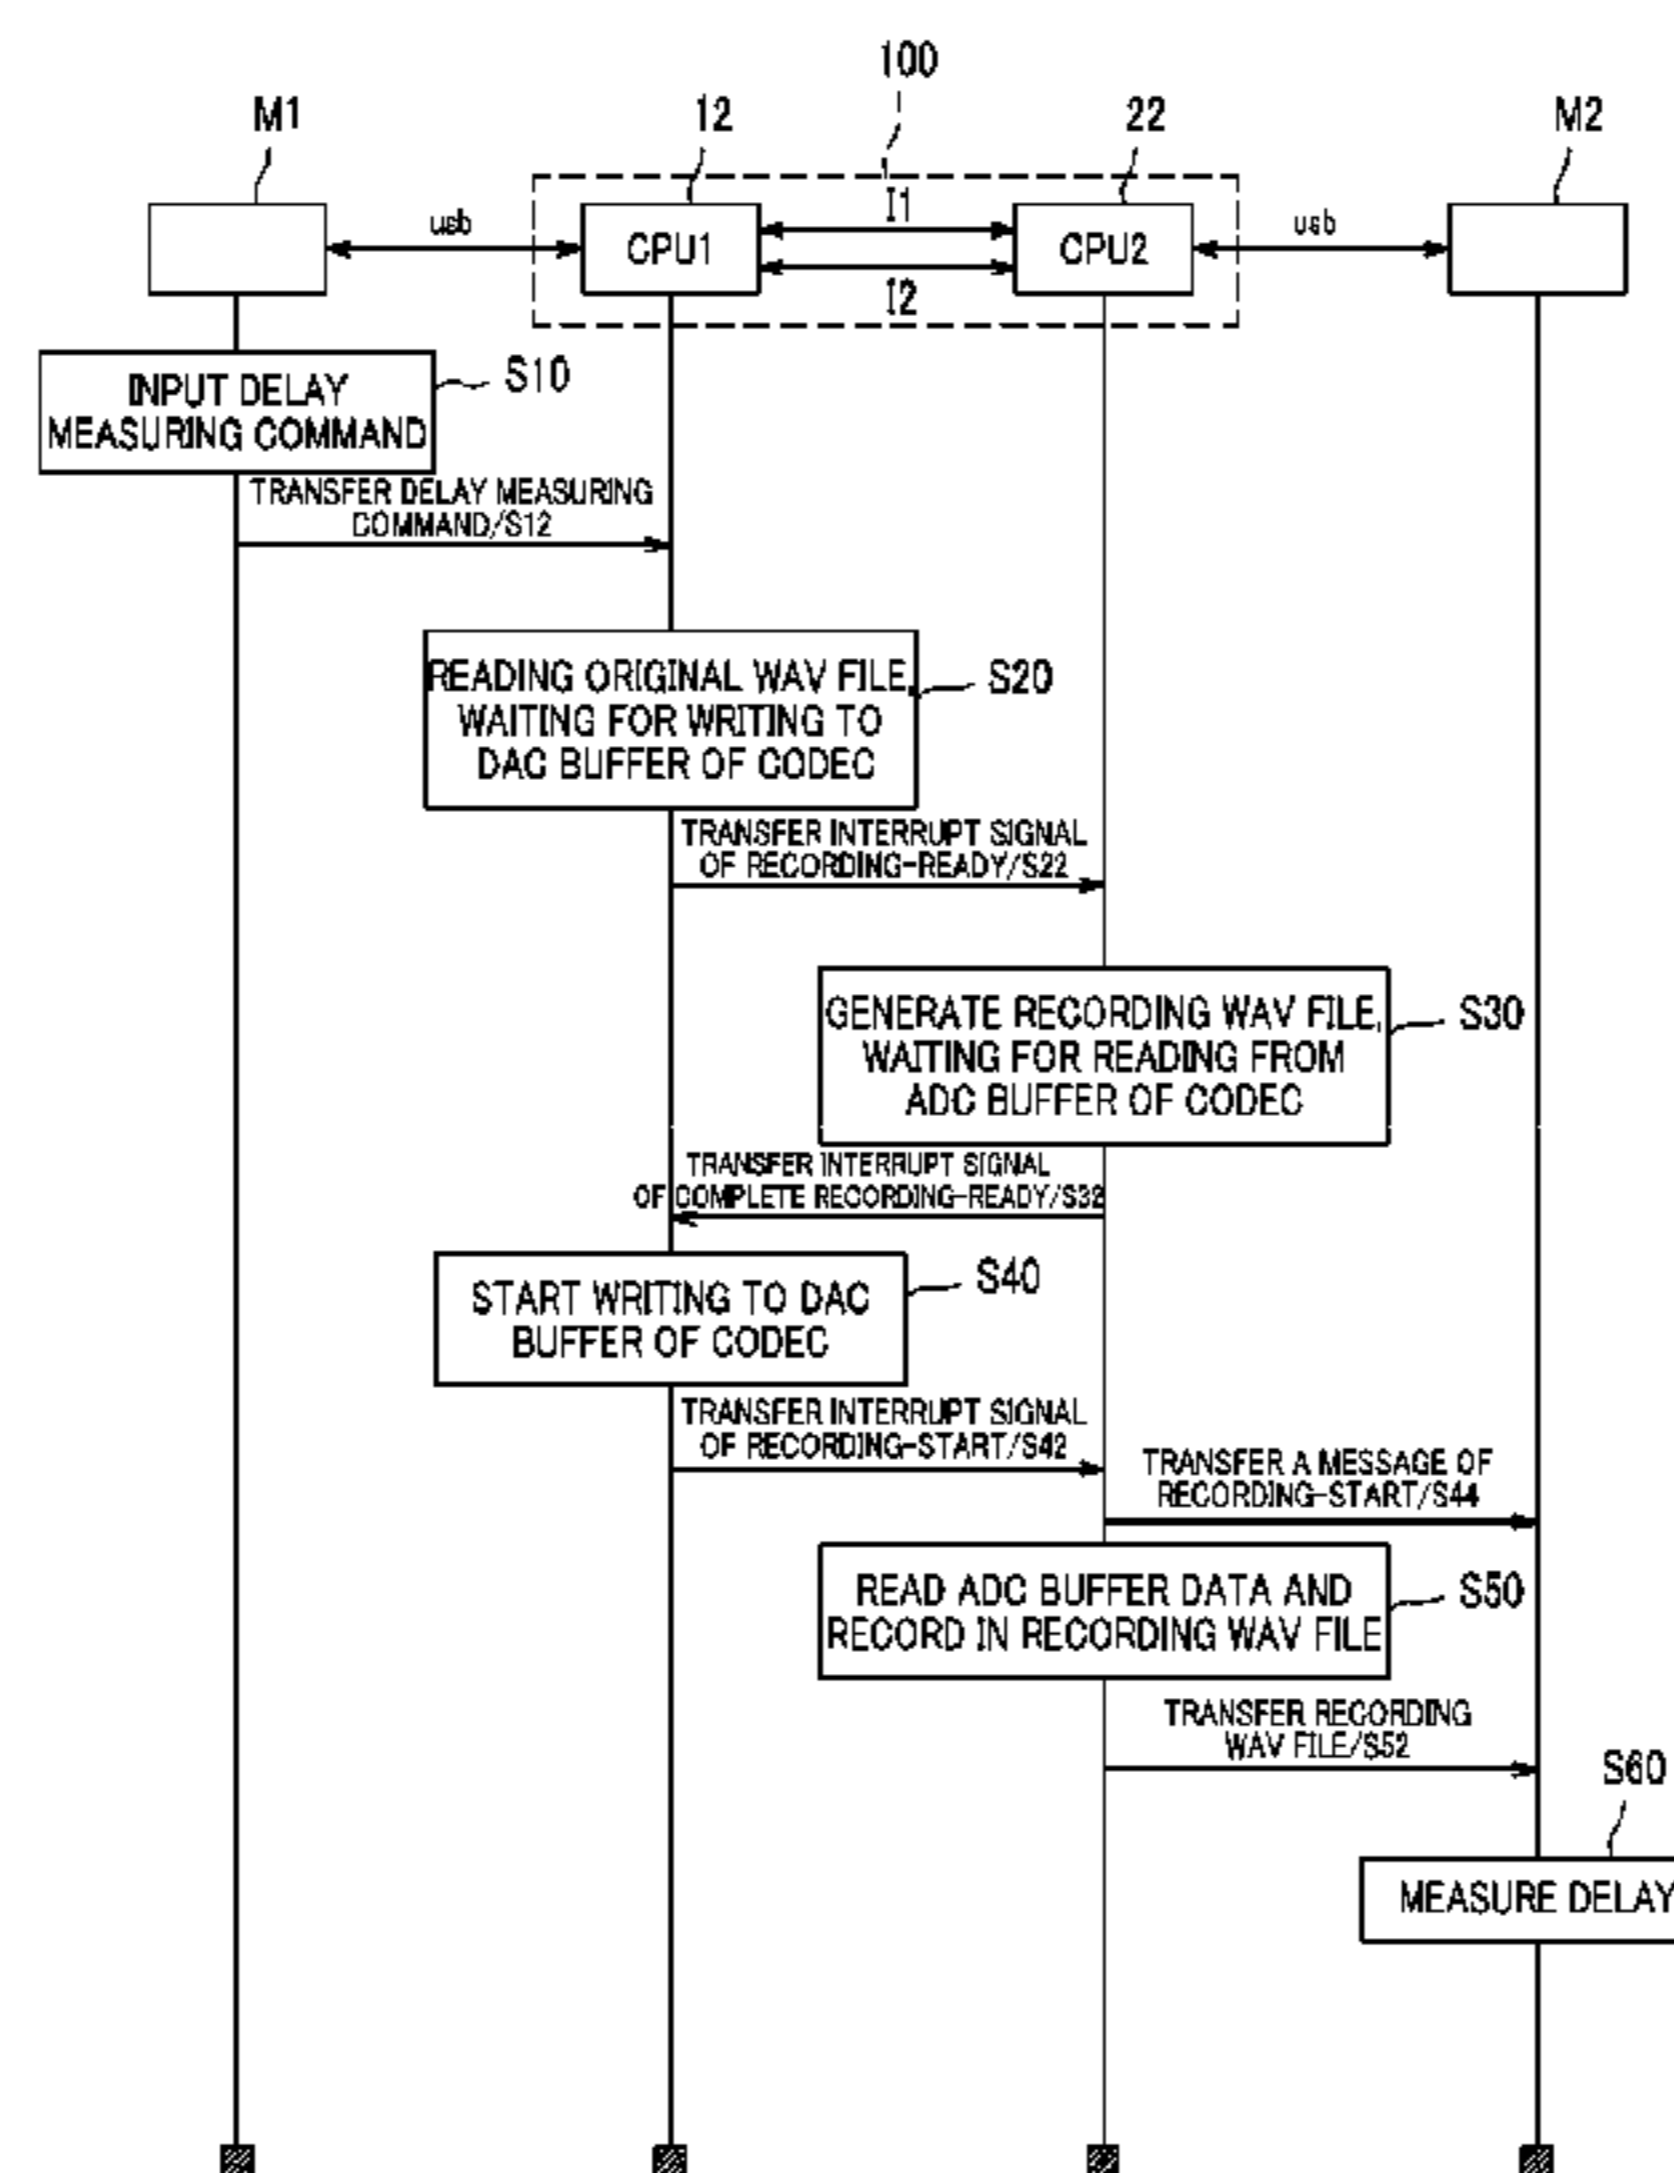 100
M1
12
22
M2
usb
CPU1
I1
I2
CPU2
usb
INPUT DELAY
MEASURING COMMAND
S10
TRANSFER DELAY MEASURING
COMMAND/S12
READING ORIGINAL WAV FILE,
WAITING FOR WRITING TO
DAC BUFFER OF CODEC
S20
TRANSFER INTERRUPT SIGNAL
OF RECORDING-READY/S22
GENERATE RECORDING WAV FILE,
WAITING FOR READING FROM
ADC BUFFER OF CODEC
S30
TRANSFER INTERRUPT SIGNAL
OF COMPLETE RECORDING-READY/S32
START WRITING TO DAC
BUFFER OF CODEC
S40
TRANSFER INTERRUPT SIGNAL
OF RECORDING-START/S42
TRANSFER A MESSAGE OF
RECORDING-START/S44
READ ADC BUFFER DATA AND
RECORD IN RECORDING WAV FILE
S50
TRANSFER RECORDING
WAV FILE/S52
S60
MEASURE DELAY